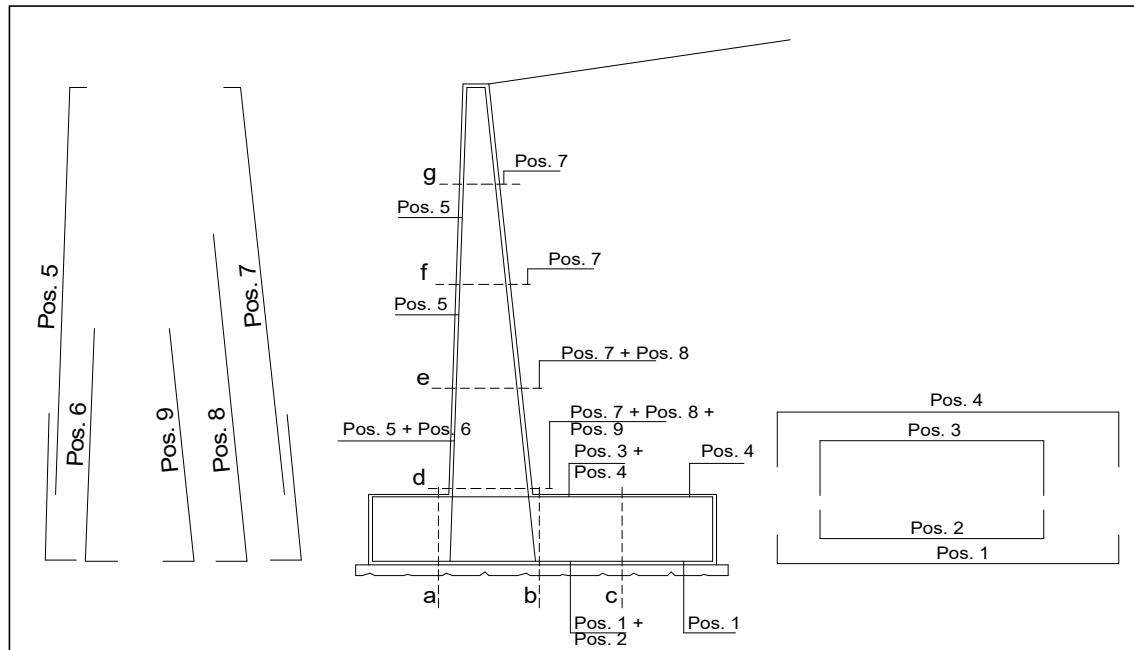 g
Pos. 7
Pos. 5
f
Pos. 7
Pos. 5
e
Pos. 7 + Pos. 8
Pos. 5 + Pos. 6
Pos. 7 + Pos. 8 +
Pos. 9
d
Pos. 3 +
Pos. 4
Pos. 4
a
b
c
Pos. 1 +
Pos. 2
Pos. 1
Pos. 5
Pos. 6
Pos. 9
Pos. 8
Pos. 7
Pos. 4
Pos. 3
Pos. 2
Pos. 1